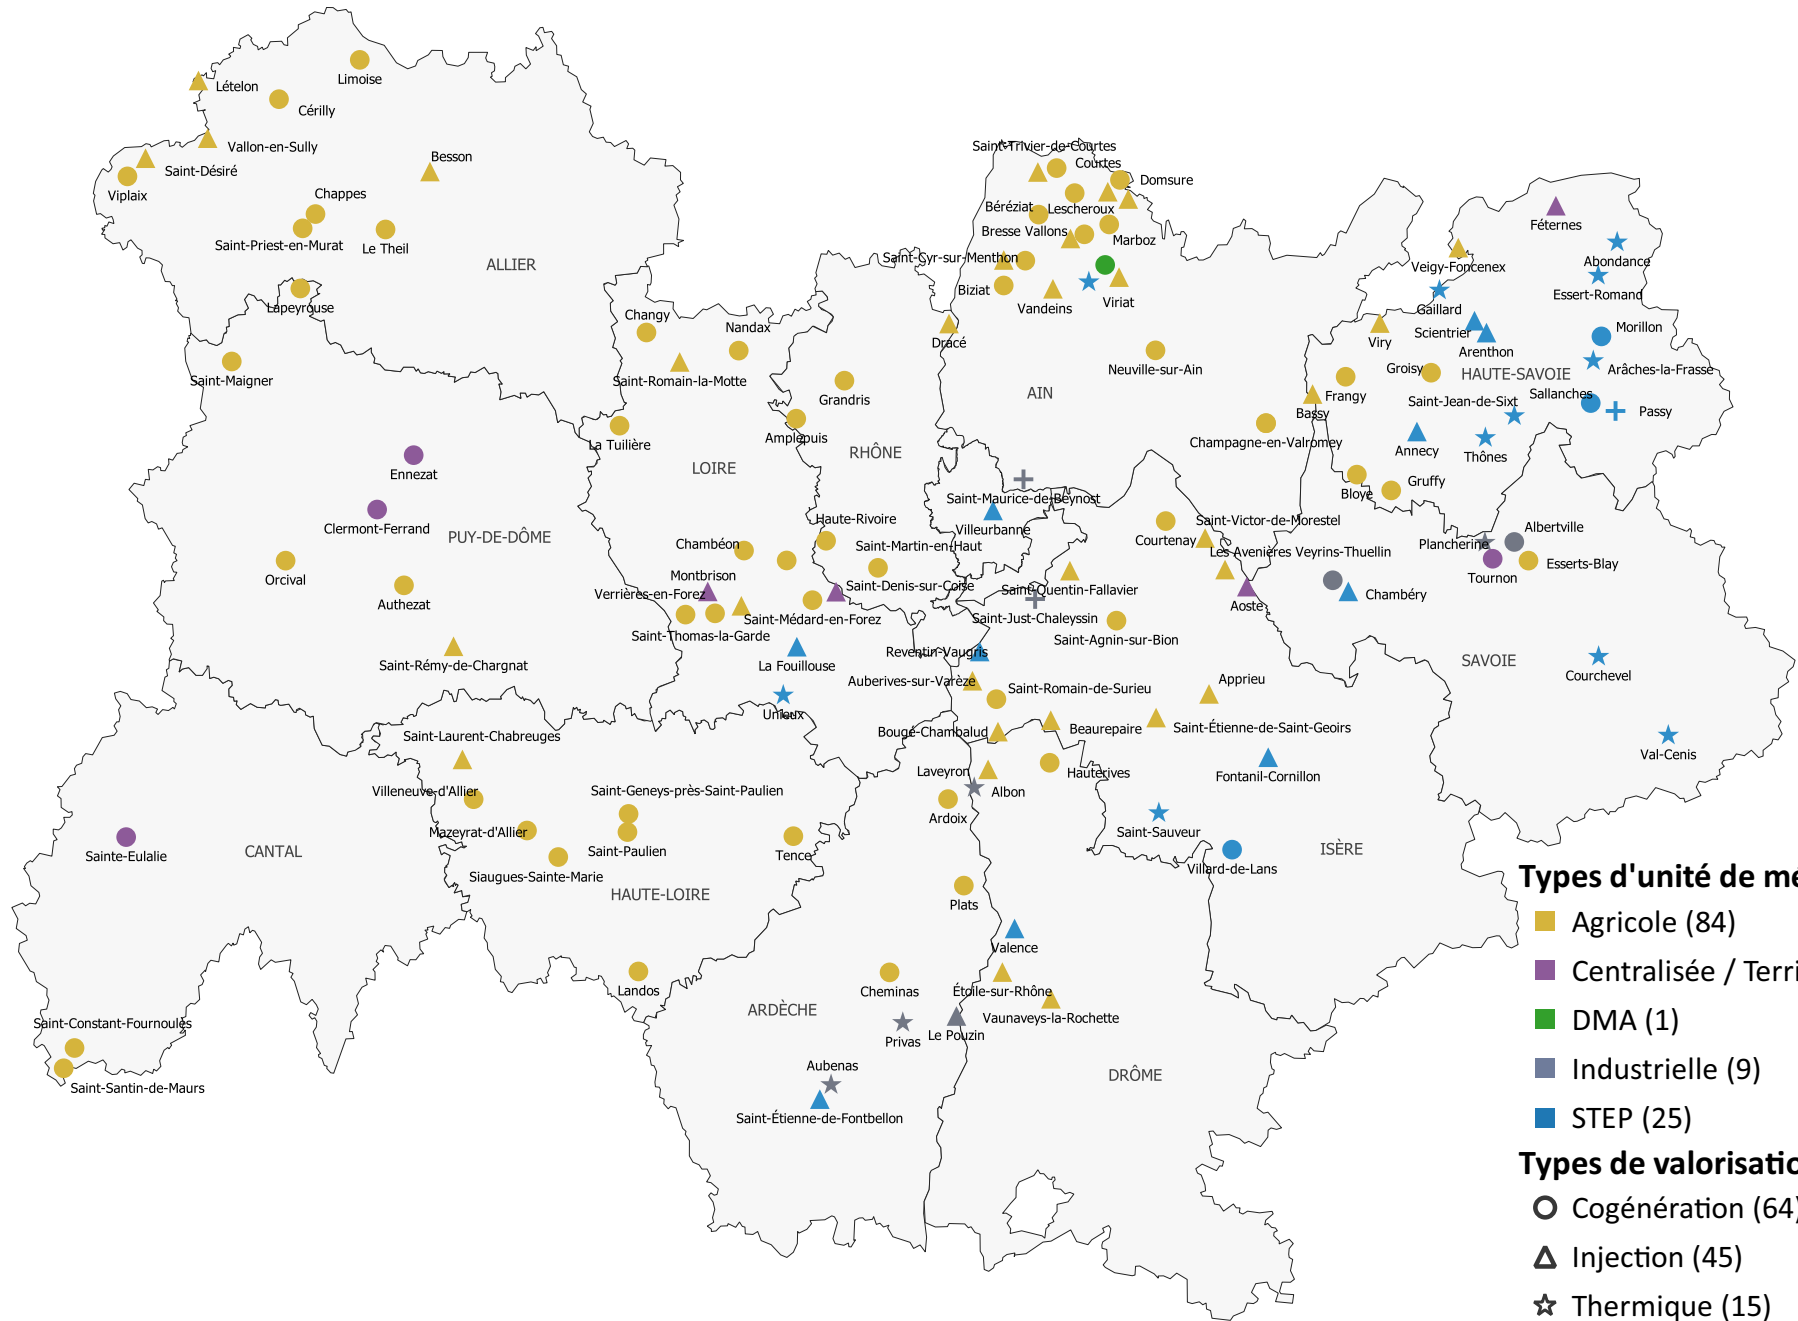 Limoise
Lételon
Cérilly
Vallon-en-Sully
Saint-Désiré
Besson
Viplaix
Chappes
Saint-Priest-en-Murat
Le Theil
ALLIER
Lapeyrouse
Saint-Maigner
Changy
Nandax
Saint-Romain-la-Motte
La Tuilière
LOIRE
Grandris
Amplepuis
RHÔNE
Ennezat
Clermont-Ferrand
PUY-DE-DÔME
Orcival
Authezat
Saint-Rémy-de-Chargnat
Haute-Rivoire
Chambéon
Saint-Martin-en-Haut
Montbrison
Saint-Denis-sur-Coise
Verrières-en-Forez
Saint-Médard-en-Forez
Saint-Thomas-la-Garde
La Fouillouse
Unieux
Saint-Trivier-de-Courtes
Courtes
Domsure
Béréziat
Lescheroux
Bresse Vallons
Marboz
Saint-Cyr-sur-Menthon
Biziat
Vandeins
Viriat
Dracé
Neuville-sur-Ain
AIN
Champagne-en-Valromey
Saint-Maurice-de-Beynost
Villeurbanne
Féternes
Veigy-Foncenex
Abondance
Essert-Romand
Gaillard
Scientrier
Morillon
Viry
Arenthon
Groisy
HAUTE-SAVOIE
Arâches-la-Frasse
Frangy
Sallanches
Bassy
Saint-Jean-de-Sixt
Passy
Annecy
Thônes
Bloye
Gruffy
Albertville
Plancherine
Esserts-Blay
Tournon
Chambéry
SAVOIE
Courchevel
Val-Cenis
Courtenay
Saint-Victor-de-Morestel
Les Avenières Veyrins-Thuellin
Saint-Quentin-Fallavier
Aoste
Saint-Just-Chaleyssin
Saint-Agnin-sur-Bion
Reventin-Vaugris
Auberives-sur-Varèze
Saint-Romain-de-Surieu
Apprieu
Bougé-Chambalud
Beaurepaire
Saint-Étienne-de-Saint-Geoirs
Fontanil-Cornillon
Laveyron
Hauterives
Albon
Ardoix
Saint-Sauveur
Villard-de-Lans
ISÈRE
Saint-Laurent-Chabreuges
Villeneuve-d'Allier
Saint-Geneys-près-Saint-Paulien
Mazeyrat-d'Allier
Saint-Paulien
Tence
Siaugues-Sainte-Marie
HAUTE-LOIRE
Sainte-Eulalie
CANTAL
Plats
Valence
Landos
Cheminas
Étoile-sur-Rhône
ARDÈCHE
Vaunaveys-la-Rochette
Privas
Le Pouzin
Saint-Constant-Fournoulès
Saint-Santin-de-Maurs
Aubenas
Saint-Étienne-de-Fontbellon
DRÔME
Types d'unité de mé
Agricole (84)
Centralisée / Terri
DMA (1)
Industrielle (9)
STEP (25)
Types de valorisatio
Cogénération (64)
Injection (45)
Thermique (15)